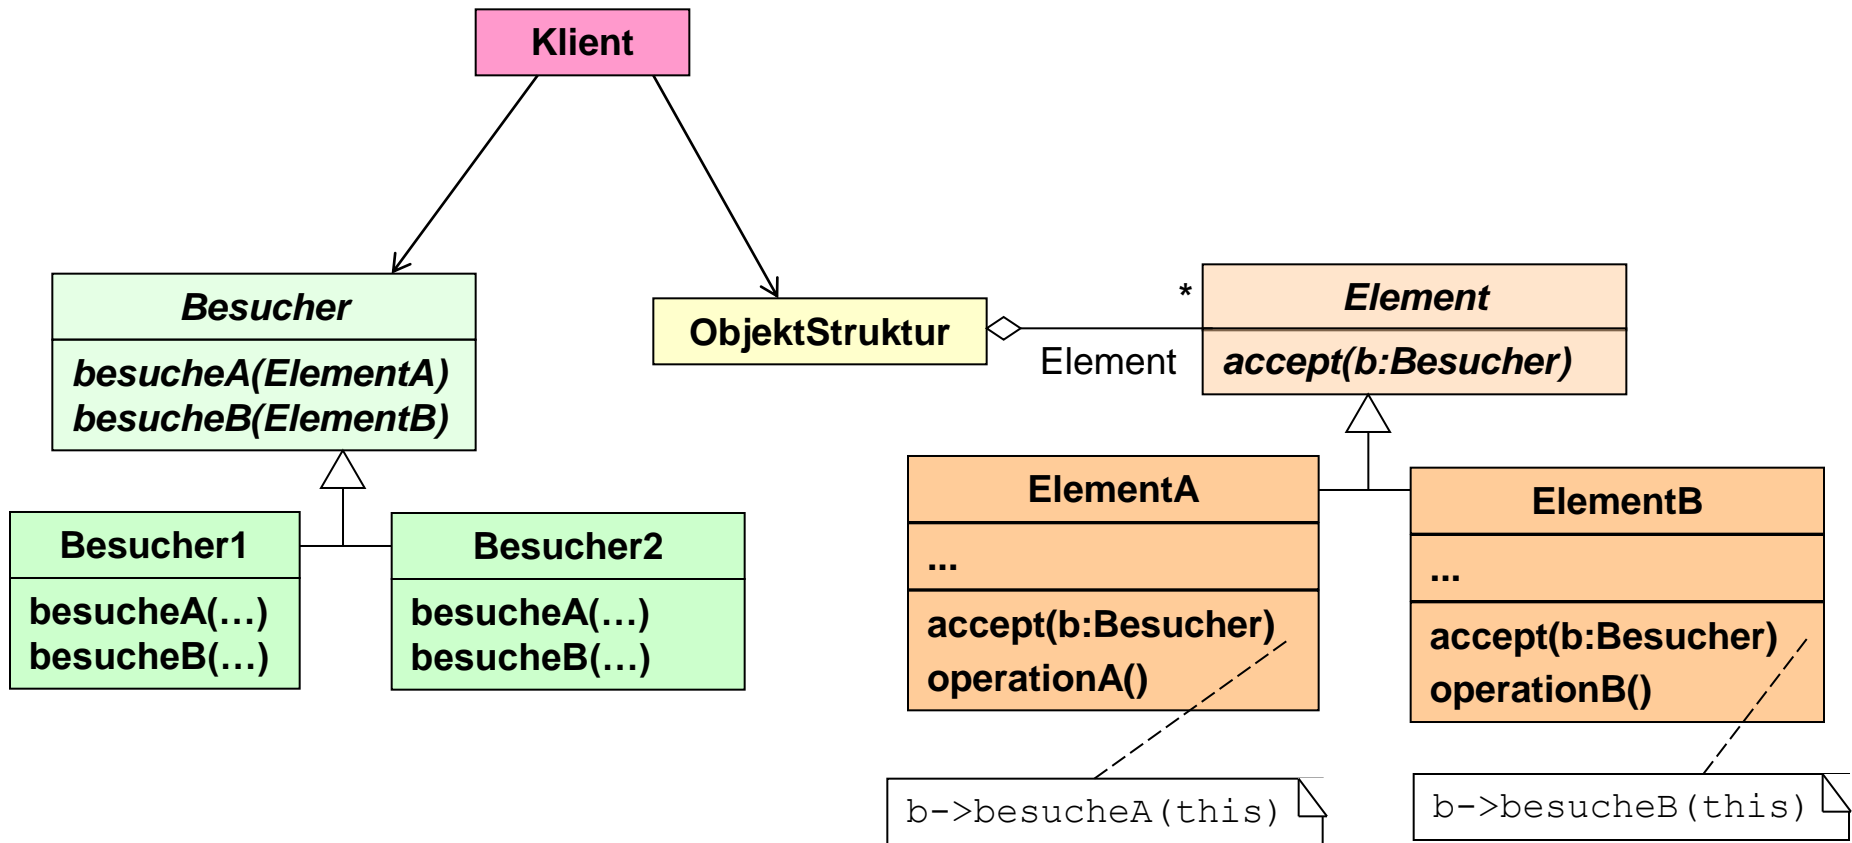 Klient
Besucher
besucheA(ElementA)
besucheB(ElementB)
Besucher1
besucheA(…)
besucheB(…)
Besucher2
besucheA(…)
besucheB(…)
ObjektStruktur
*
Element
Element
accept(b:Besucher)
ElementA
...
accept(b:Besucher)
operationA()
ElementB
...
accept(b:Besucher)
operationB()
b->besucheA(this)
b->besucheB(this)